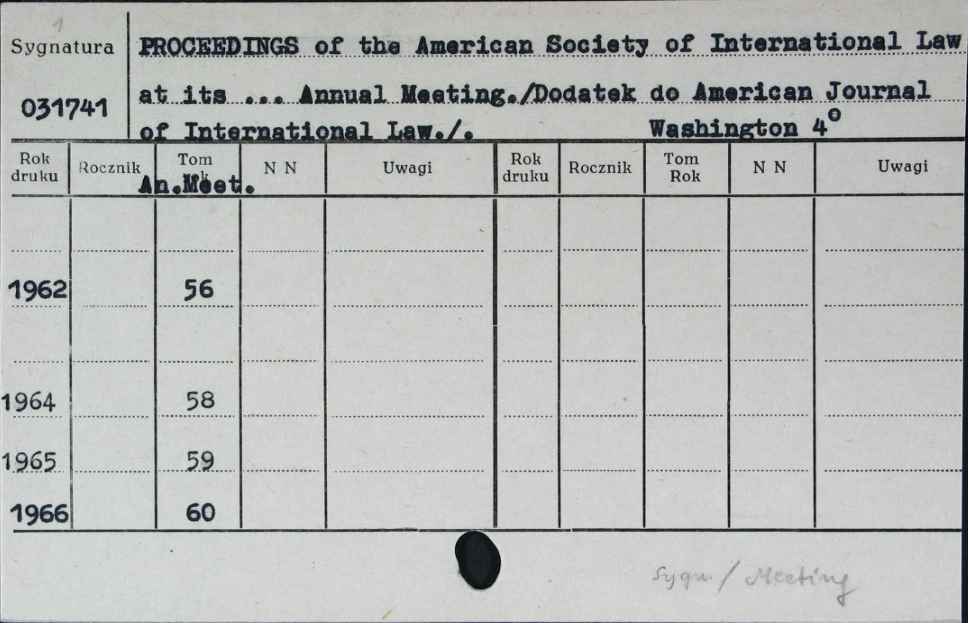 1
Sygnatura
031741
PROCEEDINGS of the American Society of International Law
at its ... Annual Meeting./Dodatek do American Journal
of International Law./. Washington 4⁰
Rok druku Rocznik Tom Rok N N Uwagi Rok druku Rocznik Tom Rok N N Uwagi
An.Meet.
1962 56
1964 58
1965 59
1966 60
Sygn / Meeting